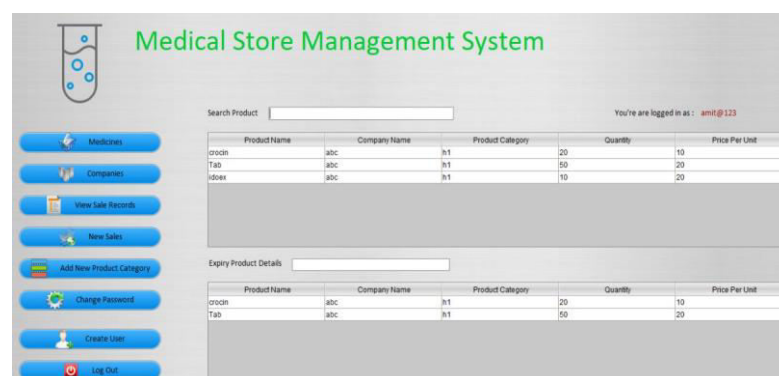 Medical Store Management System
Search Product
You're are logged in as : amit@123
Medicines
Companies
View Sale Records
New Sales
Add New Product Category
Change Password
Create User
Log Out
Product Name Company Name Product Category Quantity Price Per Unit
crocin abc h1 20 10
Tab abc h1 50 20
idoex abc h1 10 20
Expiry Product Details
Product Name Company Name Product Category Quantity Price Per Unit
crocin abc h1 20 10
Tab abc h1 50 20